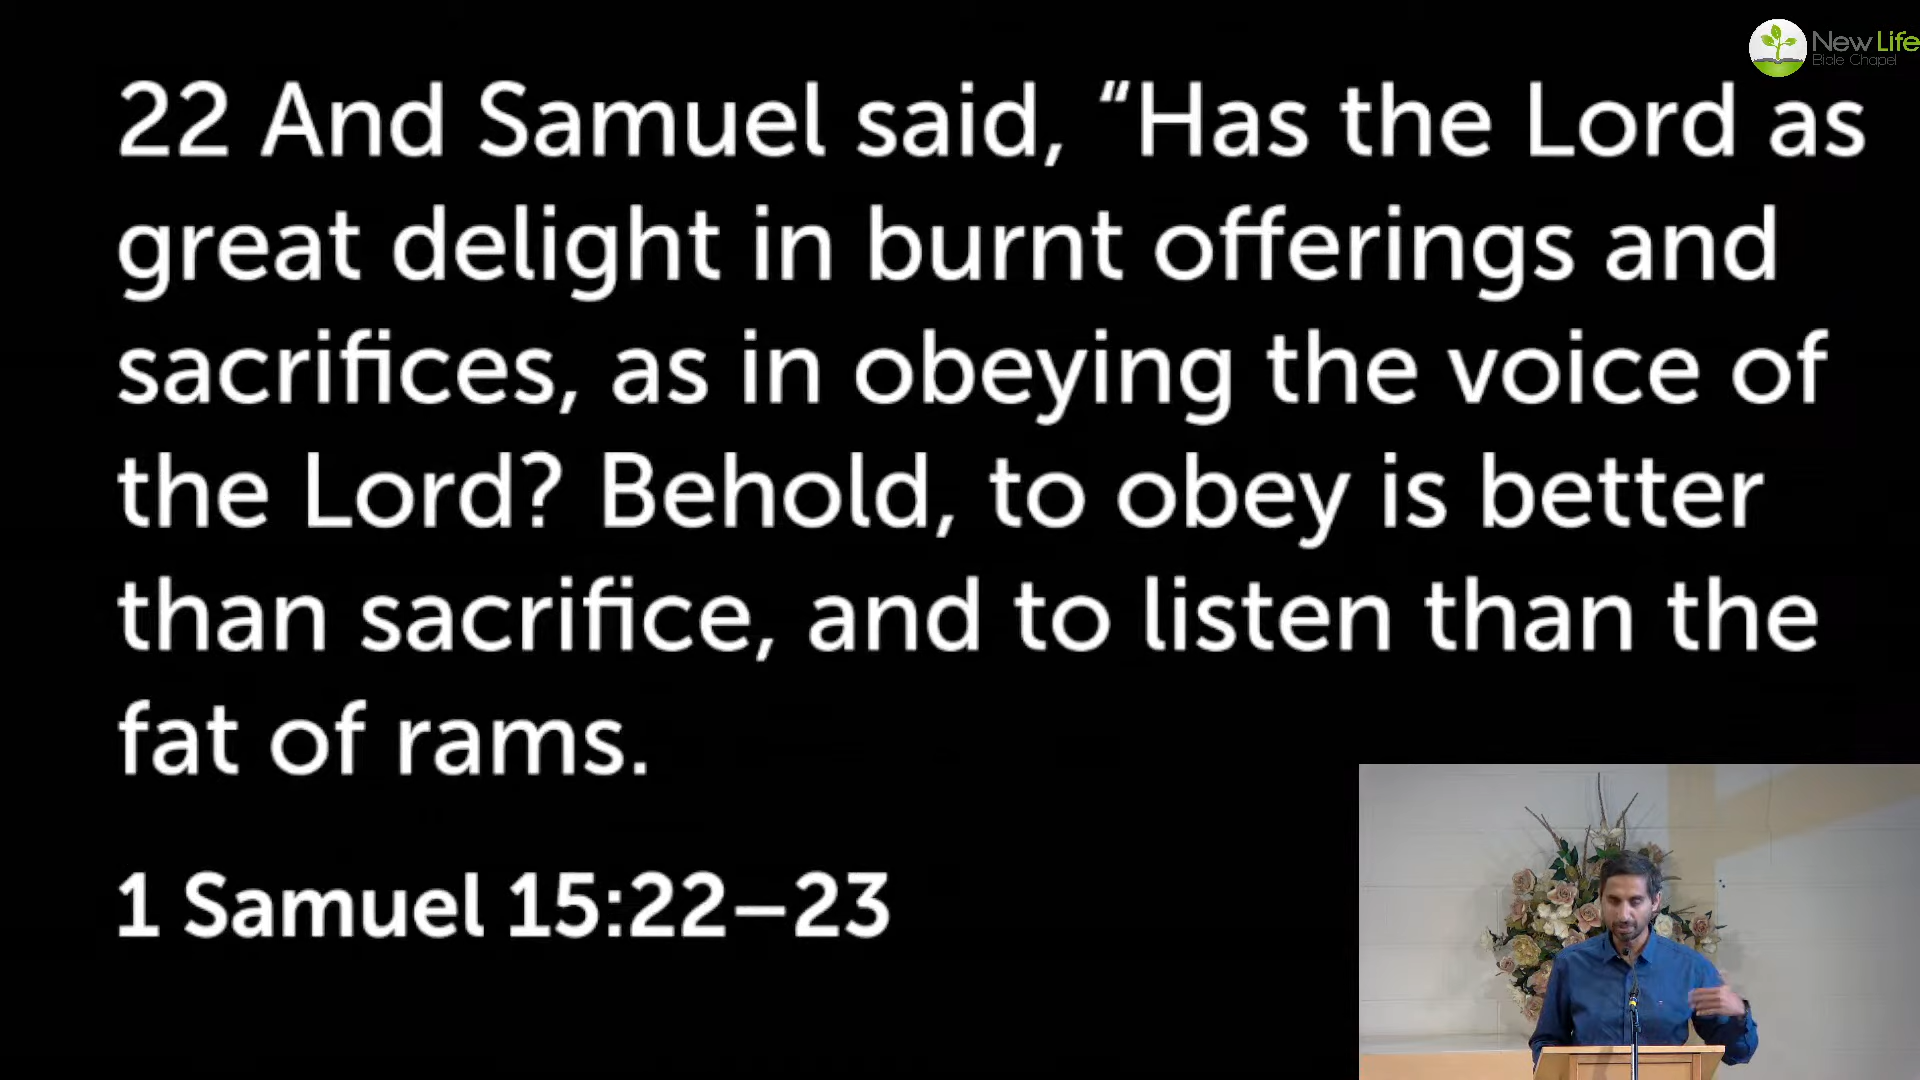 New Life
Bible Chapel
22 And Samuel said, “Has the Lord as
great delight in burnt offerings and
sacrifices, as in obeying the voice of
the Lord? Behold, to obey is better
than sacrifice, and to listen than the
fat of rams.
1 Samuel 15:22–23